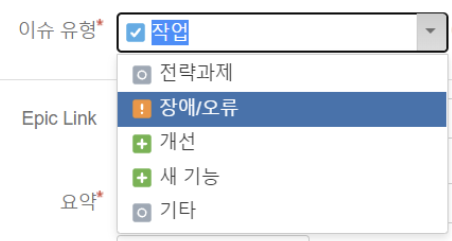 이슈 유형* 작업
전략과제
장애/오류
Epic Link
개선
새 기능
요약*
기타